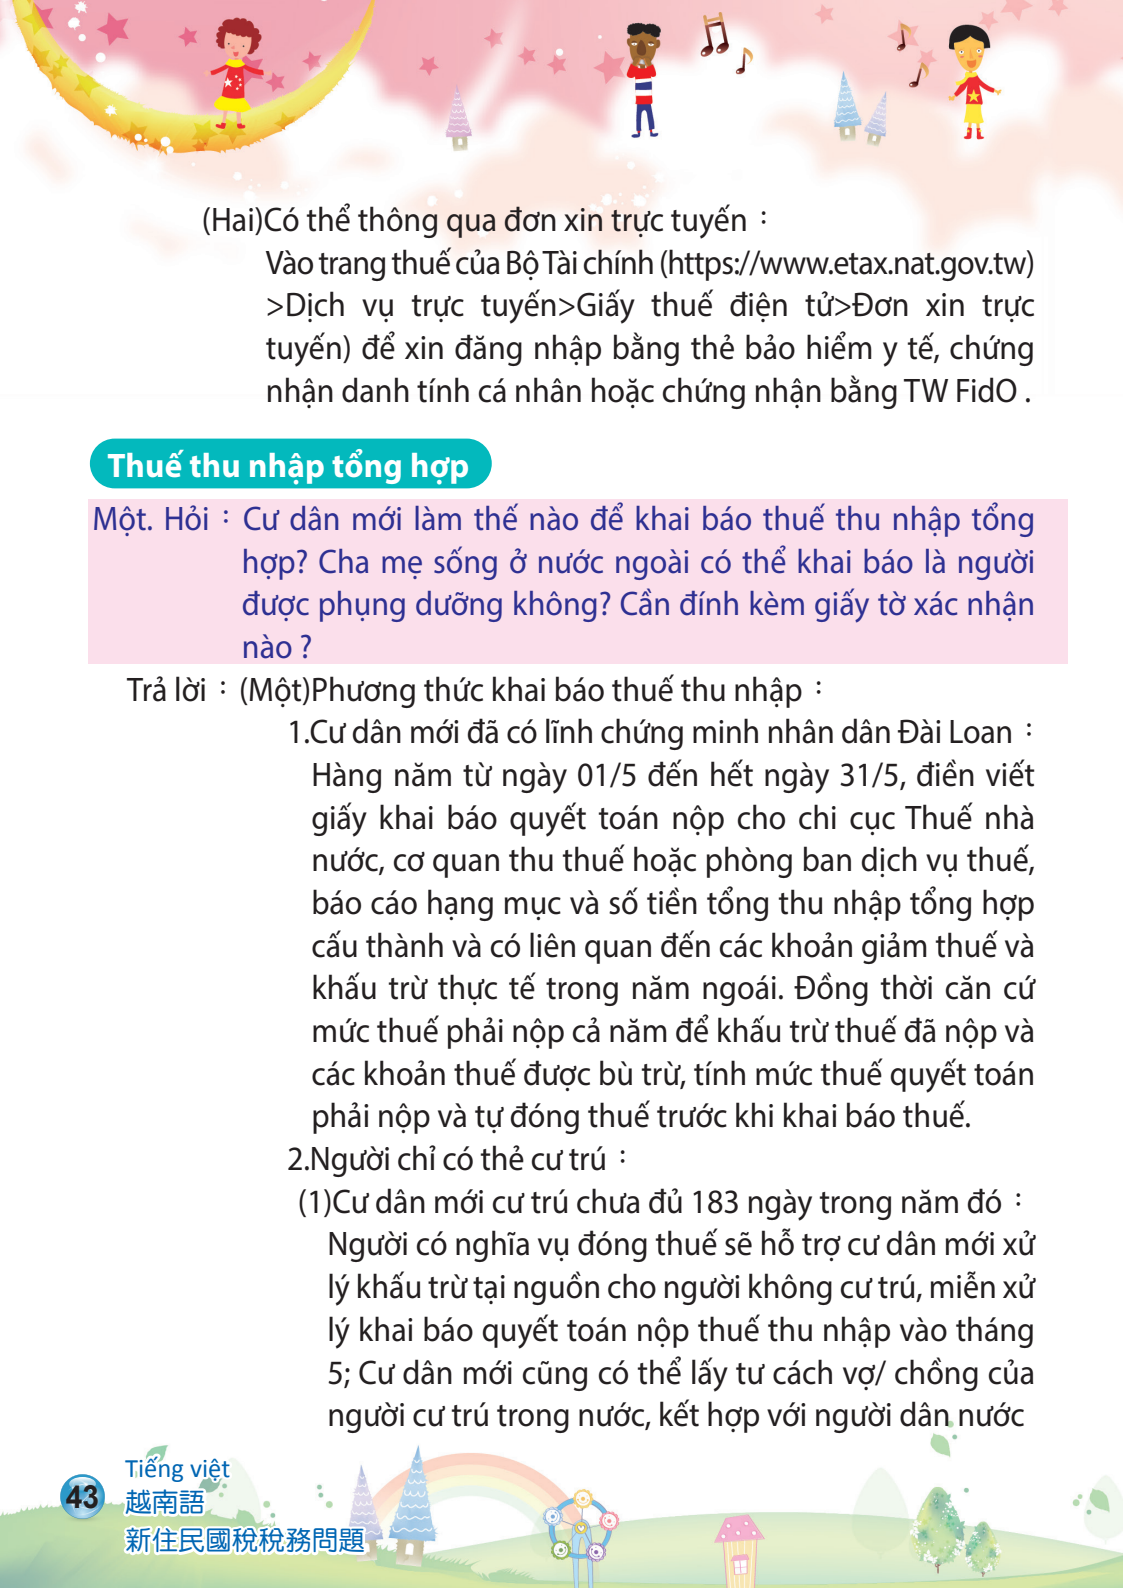 (Hai)Có thể thông qua đơn xin trực tuyến：
Vào trang thuế của Bộ Tài chính (https://www.etax.nat.gov.tw)
>Dịch vụ trực tuyến>Giấy thuế điện tử>Đơn xin trực
tuyến) để xin đăng nhập bằng thẻ bảo hiểm y tế, chứng
nhận danh tính cá nhân hoặc chứng nhận bằng TW FidO .
Thuế thu nhập tổng hợp
Một. Hỏi：Cư dân mới làm thế nào để khai báo thuế thu nhập tổng
hợp? Cha mẹ sống ở nước ngoài có thể khai báo là người
được phụng dưỡng không? Cần đính kèm giấy tờ xác nhận
nào ?
Trả lời：(Một)Phương thức khai báo thuế thu nhập：
1.Cư dân mới đã có lĩnh chứng minh nhân dân Đài Loan：
Hàng năm từ ngày 01/5 đến hết ngày 31/5, điền viết
giấy khai báo quyết toán nộp cho chi cục Thuế nhà
nước, cơ quan thu thuế hoặc phòng ban dịch vụ thuế,
báo cáo hạng mục và số tiền tổng thu nhập tổng hợp
cấu thành và có liên quan đến các khoản giảm thuế và
khấu trừ thực tế trong năm ngoái. Đồng thời căn cứ
mức thuế phải nộp cả năm để khấu trừ thuế đã nộp và
các khoản thuế được bù trừ, tính mức thuế quyết toán
phải nộp và tự đóng thuế trước khi khai báo thuế.
2.Người chỉ có thẻ cư trú：
(1)Cư dân mới cư trú chưa đủ 183 ngày trong năm đó：
Người có nghĩa vụ đóng thuế sẽ hỗ trợ cư dân mới xử
lý khấu trừ tại nguồn cho người không cư trú, miễn xử
lý khai báo quyết toán nộp thuế thu nhập vào tháng
5; Cư dân mới cũng có thể lấy tư cách vợ/ chồng của
người cư trú trong nước, kết hợp với người dân nước
Tiếng việt
43 越南語
新住民國稅稅務問題